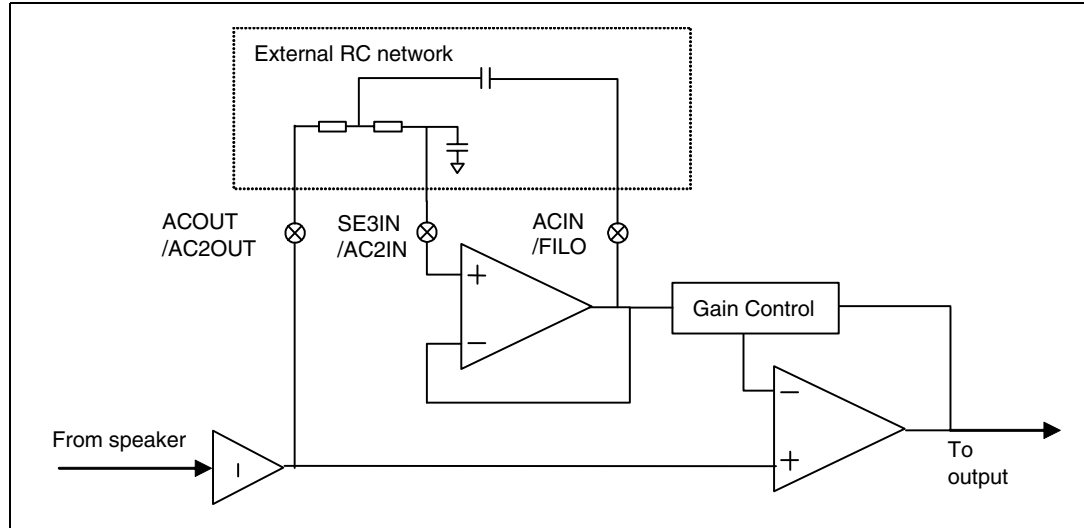 External RC network
ACOUT
/AC2OUT
SE3IN
/AC2IN
ACIN
/FILO
+
−
Gain Control
−
+
From speaker
−
To
output